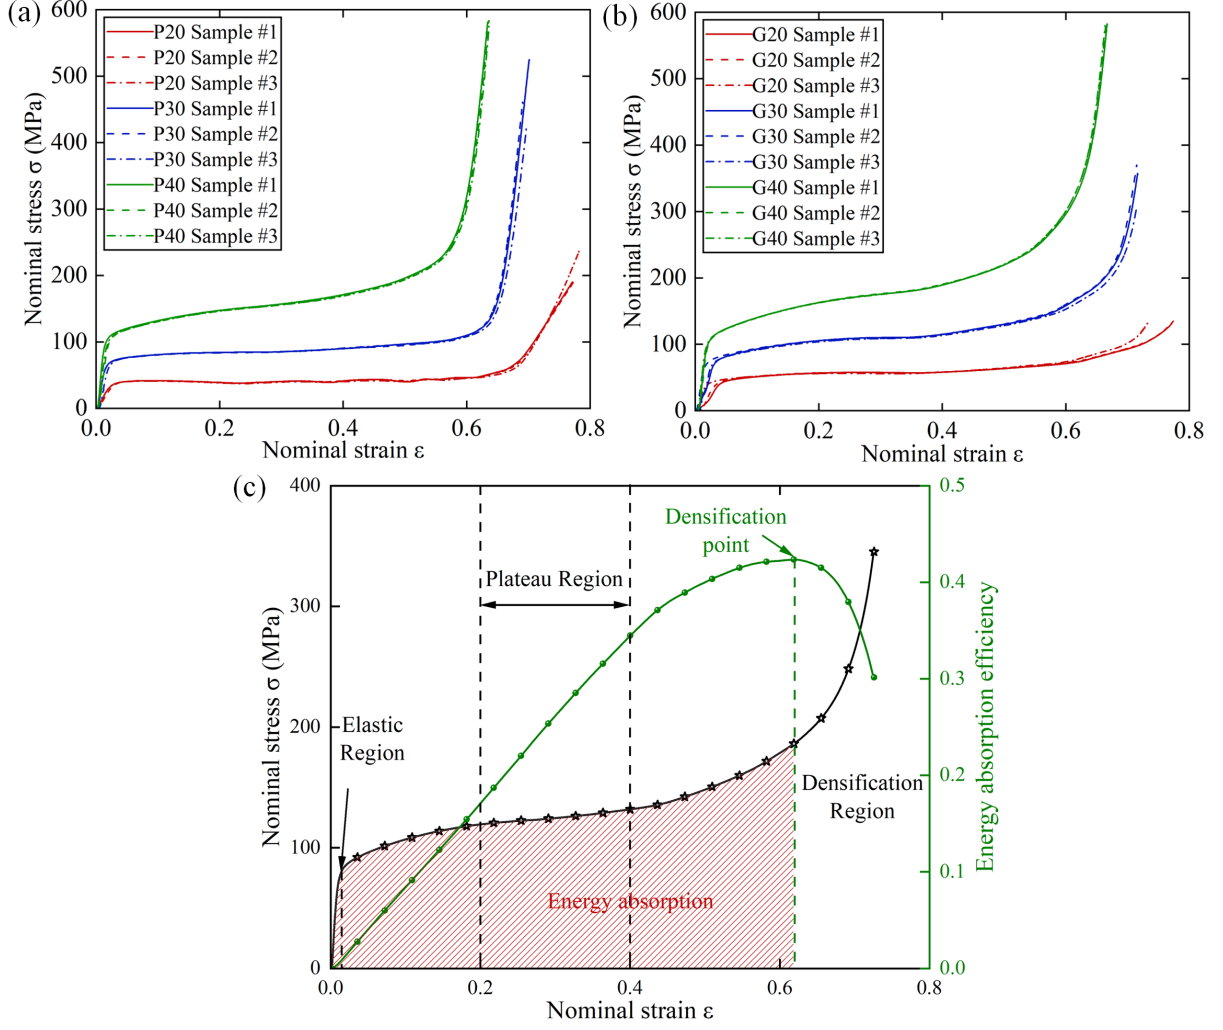 (a)
600
500
400
300
200
100
0
Nominal stress σ (MPa)
P20 Sample #1
P20 Sample #2
P20 Sample #3
P30 Sample #1
P30 Sample #2
P30 Sample #3
P40 Sample #1
P40 Sample #2
P40 Sample #3
0.0 0.2 0.4 0.6 0.8
Nominal strain ε
(b)
600
500
400
300
200
100
0
Nominal stress σ (MPa)
G20 Sample #1
G20 Sample #2
G20 Sample #3
G30 Sample #1
G30 Sample #2
G30 Sample #3
G40 Sample #1
G40 Sample #2
G40 Sample #3
0.0 0.2 0.4 0.6 0.8
Nominal strain ε
(c)
400
300
200
100
0
Nominal stress σ (MPa)
Elastic
Region
Plateau Region
Densification
point
Densification
Region
Energy absorption
0.5
0.4
0.3
0.2
0.1
0.0
Energy absorption efficiency
0.0 0.2 0.4 0.6 0.8
Nominal strain ε